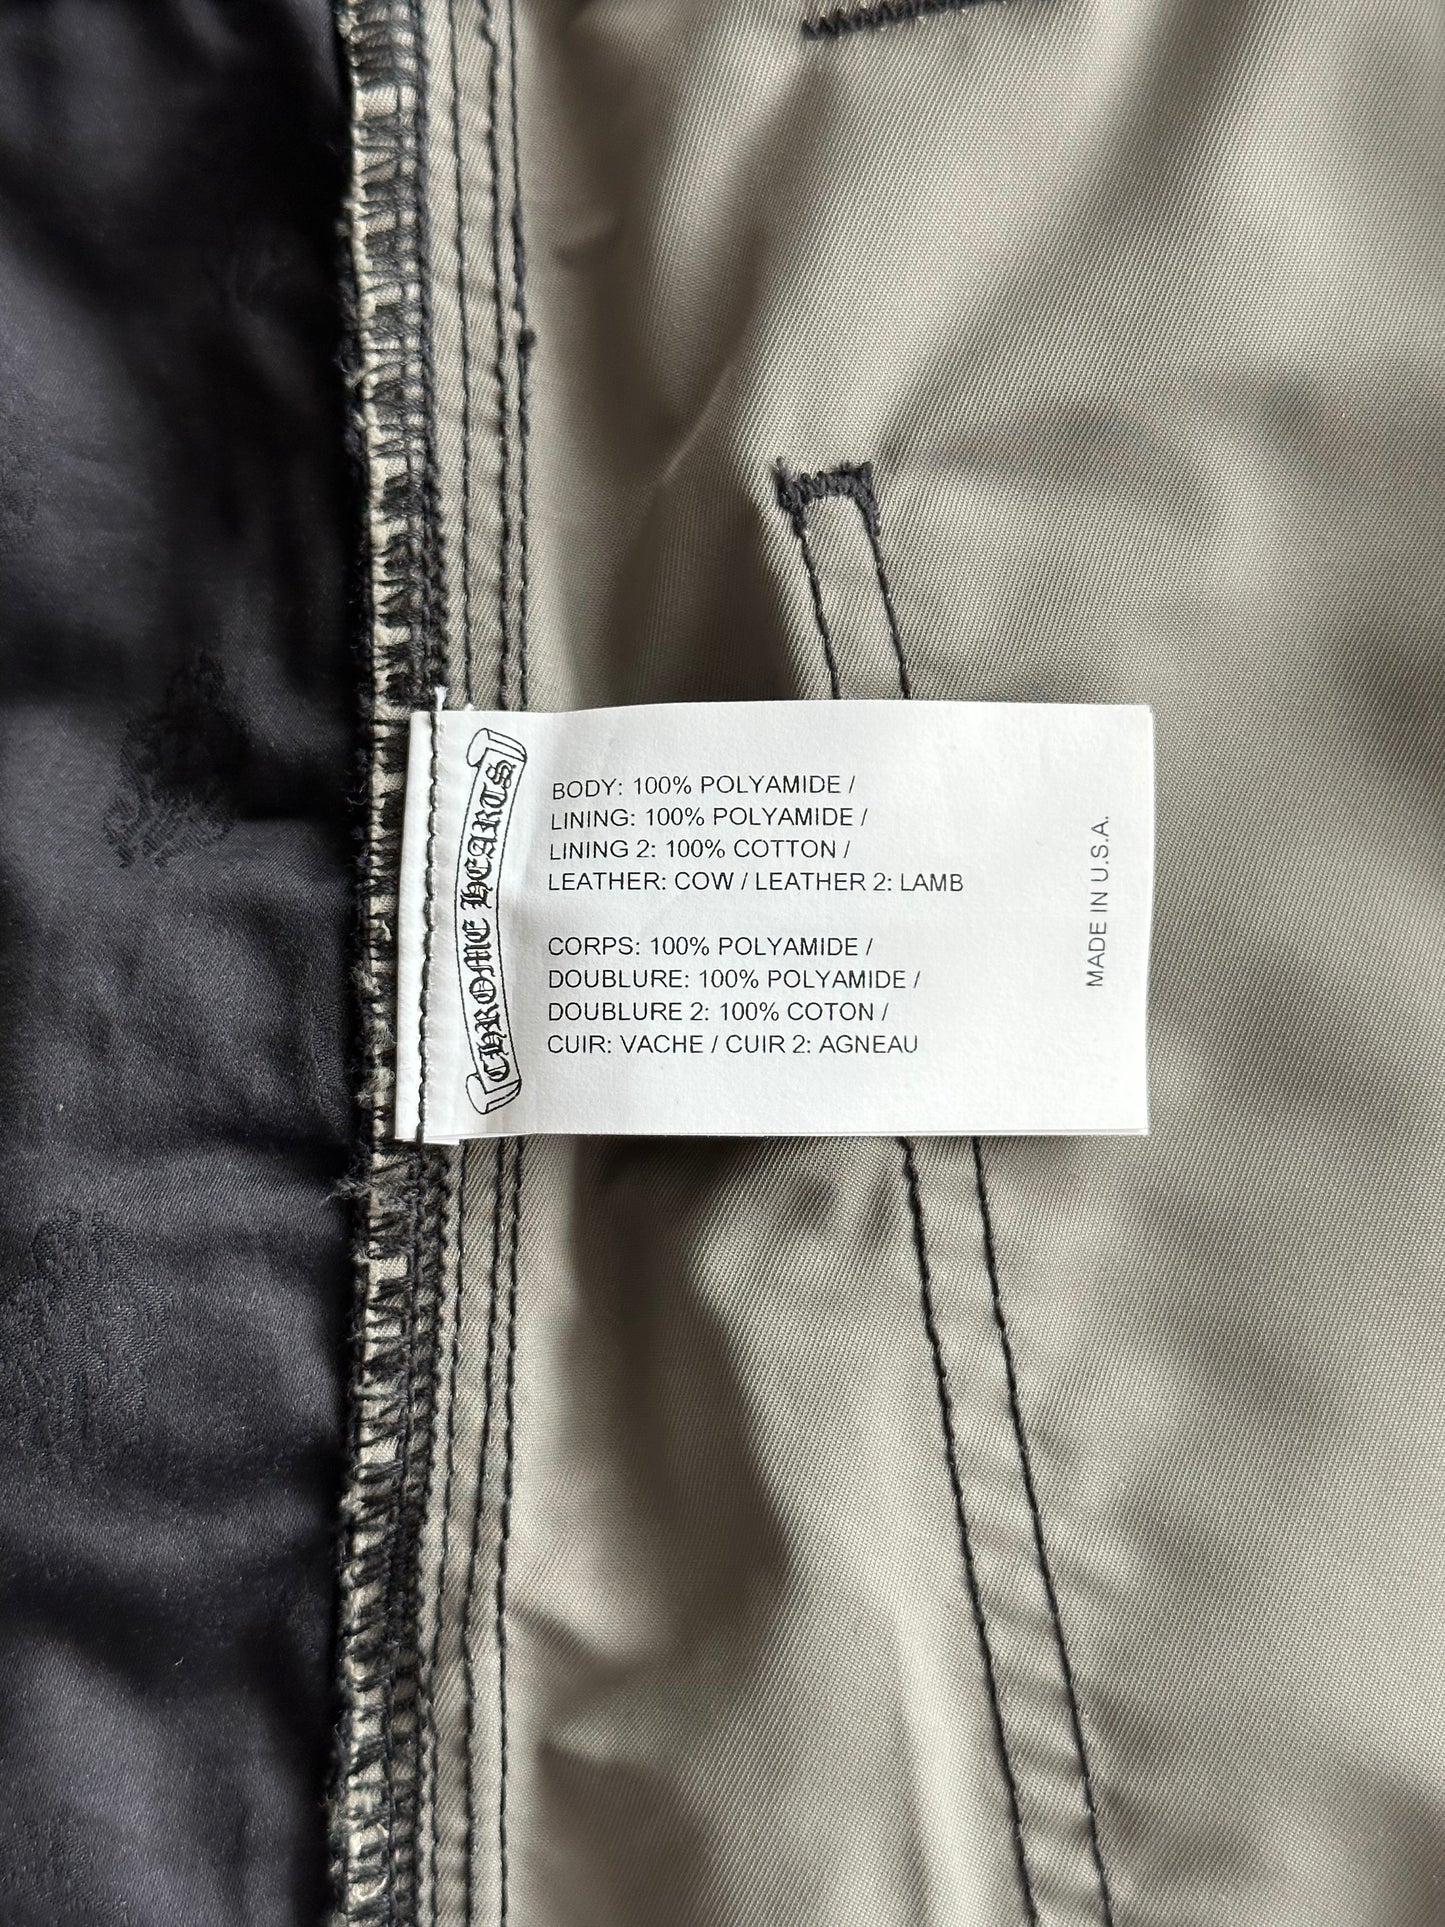 CHROME HEARTS
BODY: 100% POLYAMIDE /
LINING: 100% POLYAMIDE /
LINING 2: 100% COTTON /
LEATHER: COW / LEATHER 2: LAMB
CORPS: 100% POLYAMIDE /
DOUBLURE: 100% POLYAMIDE /
DOUBLURE 2: 100% COTON /
CUIR: VACHE / CUIR 2: AGNEAU
MADE IN U.S.A.